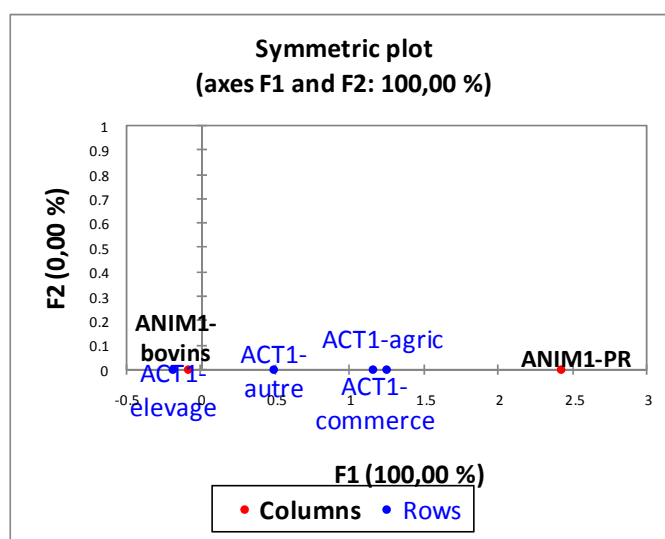 Symmetric plot
(axes F1 and F2: 100,00 %)
F2 (0,00 %)
1
0.9
0.8
0.7
0.6
0.5
0.4
0.3
0.2
0.1
0
ANIM1-
bovins
ACT1-
elevage
ACT1-
autre
ACT1-agric
ACT1-
commerce
ANIM1-PR
-0.5 0 0.5 1 1.5 2 2.5 3
F1 (100,00 %)
Columns Rows